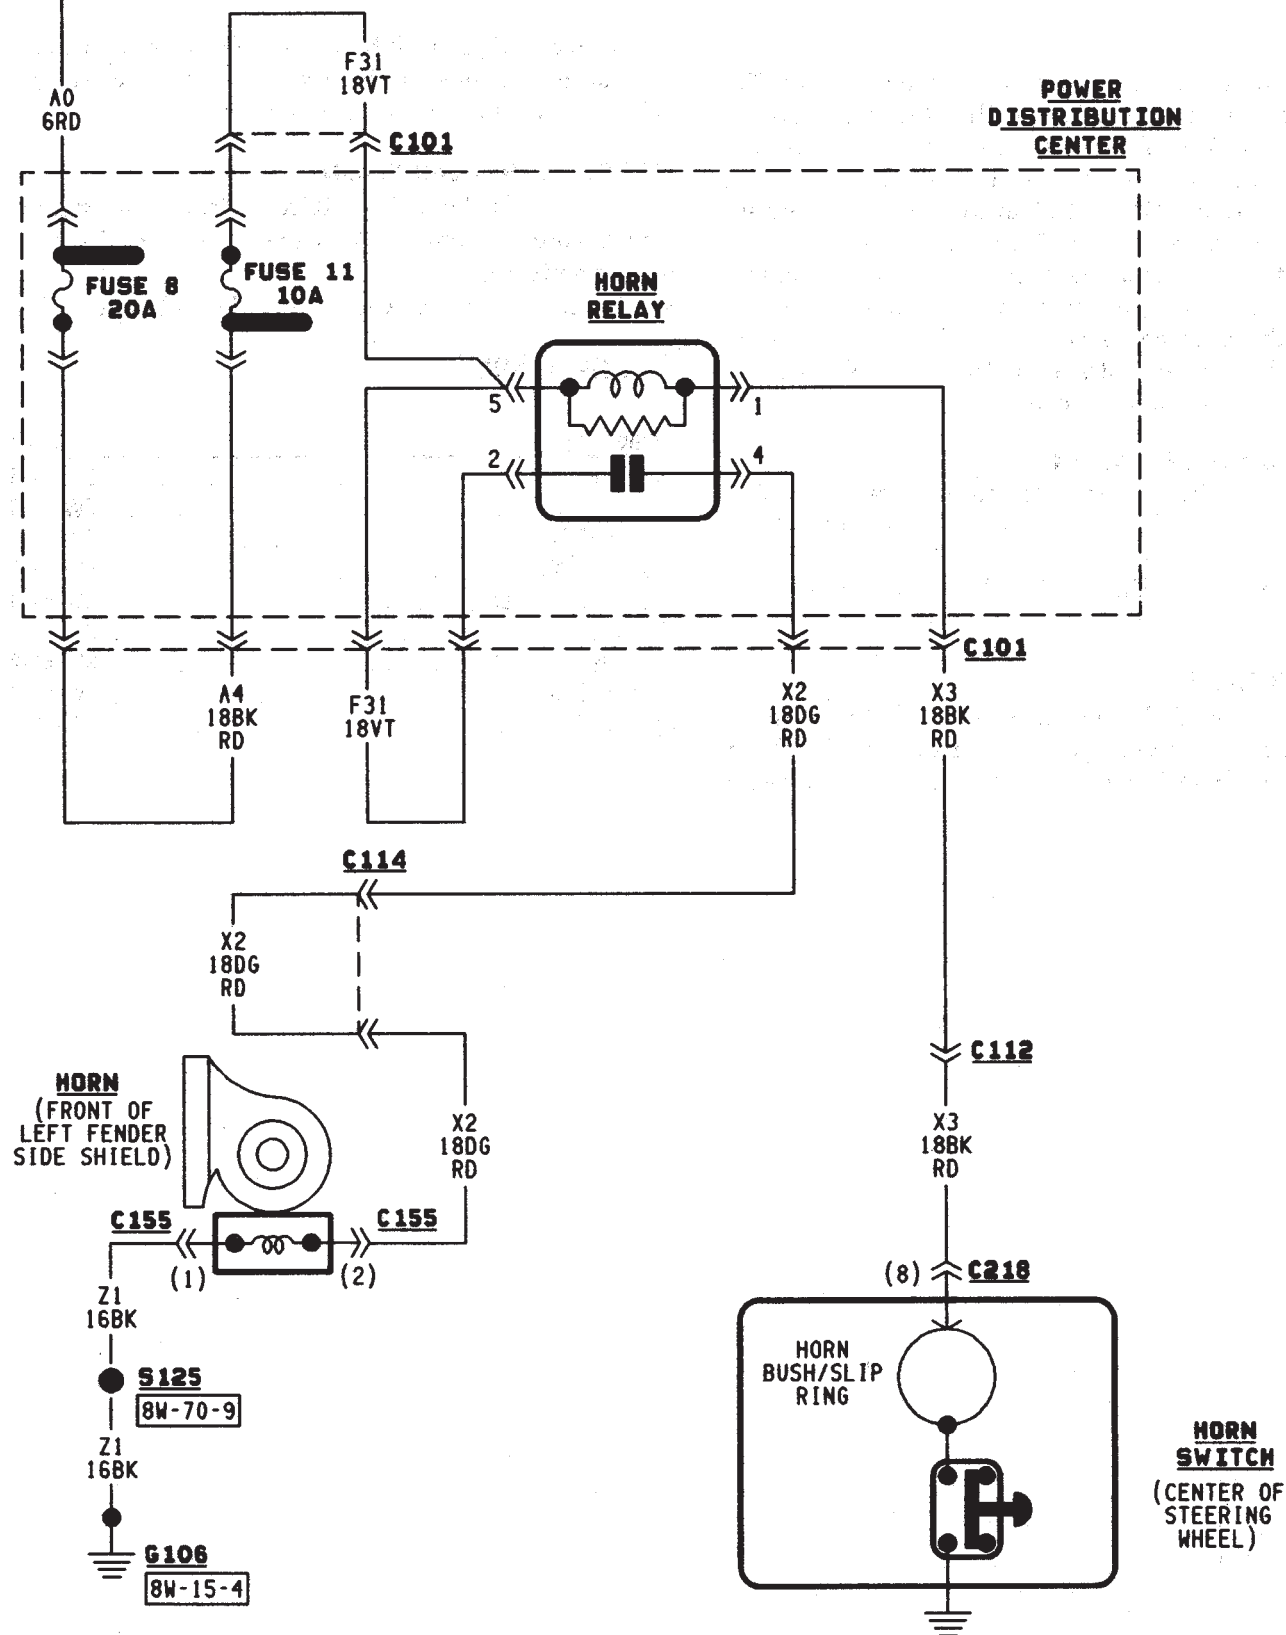 F31
18VT
A0
6RD
C101
POWER
DISTRIBUTION
CENTER
FUSE 8
20A
FUSE 11
10A
HORN
RELAY
5
1
2
4
C101
A4
18BK
RD
F31
18VT
X2
18DG
RD
X3
18BK
RD
C114
X2
18DG
RD
C112
HORN
(FRONT OF
LEFT FENDER
SIDE SHIELD)
X2
18DG
RD
X3
18BK
RD
C155
C155
(1)
(2)
(8)
C218
Z1
16BK
HORN
BUSH/SLIP
RING
S125
8W-70-9
Z1
16BK
HORN
SWITCH
(CENTER OF
STEERING
WHEEL)
G106
8W-15-4